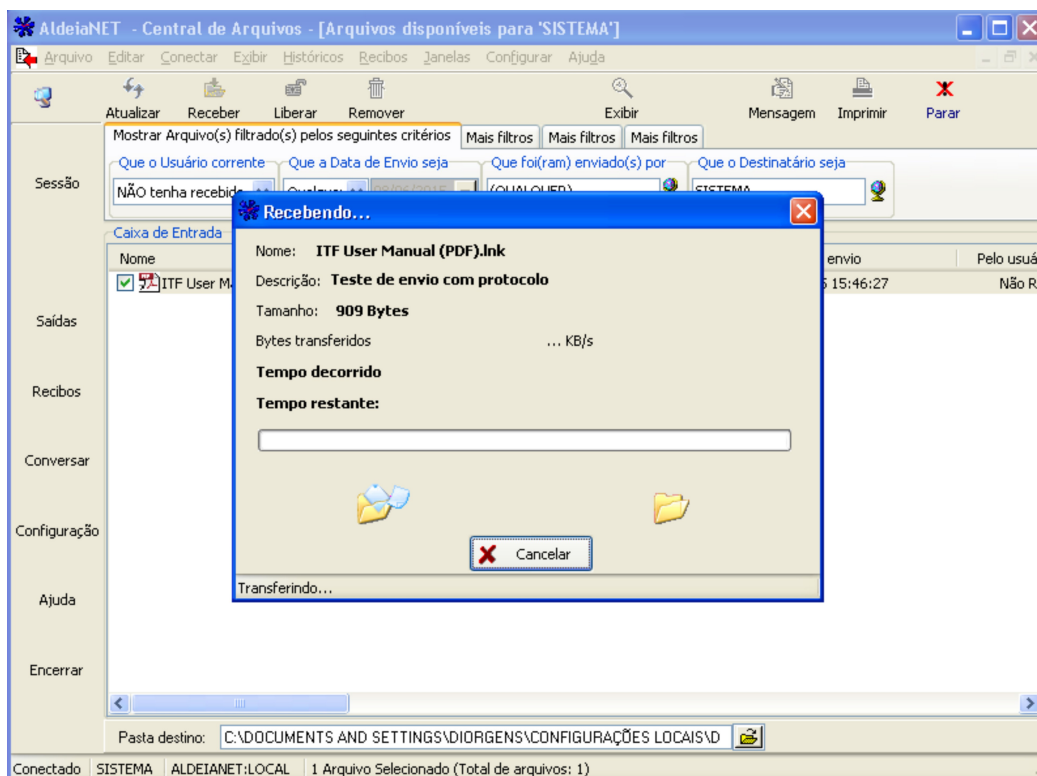 AldeiaNET - Central de Arquivos - [Arquivos disponíveis para 'SISTEMA']
Arquivo Editar Conectar Exibir Históricos Recibos Janelas Configurar Ajuda
Atualizar Receber Liberar Remover Exibir Mensagem Imprimir Parar
Mostrar Arquivo(s) filtrado(s) pelos seguintes critérios Mais filtros Mais filtros Mais filtros
Que o Usuário corrente Que a Data de Envio seja Que foi(ram) enviado(s) por Que o Destinatário seja
Sessão
NÃO tenha recebido 08/06/2015 (QUALQUER) SISTEMA
Recebendo...
Caixa de Entrada
Nome envio Pelo usuá
ITF User M 15:46:27 Não R
Nome: ITF User Manual (PDF).lnk
Descrição: Teste de envio com protocolo
Tamanho: 909 Bytes
Bytes transferidos ... KB/s
Tempo decorrido
Tempo restante:
Cancelar
Transferindo...
Saídas
Recibos
Conversar
Configuração
Ajuda
Encerrar
Pasta destino: C:\DOCUMENTS AND SETTINGS\DIORGENS\CONFIGURAÇÕES LOCAIS\D
Conectado SISTEMA ALDEIANET:LOCAL 1 Arquivo Selecionado (Total de arquivos: 1)